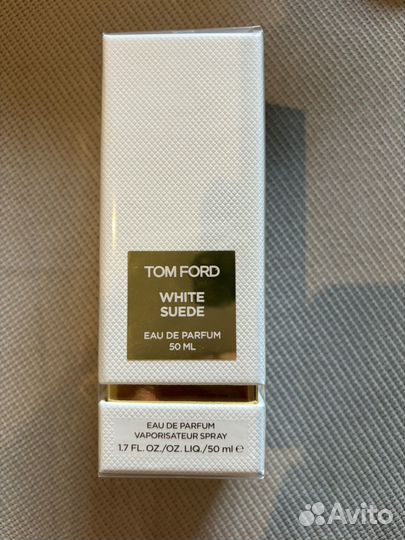 TOM FORD
WHITE
SUEDE
EAU DE PARFUM
50 ML
EAU DE PARFUM
VAPORISATEUR SPRAY
1.7 FL. OZ./OZ. LIQ./50 ml ℮
Avito